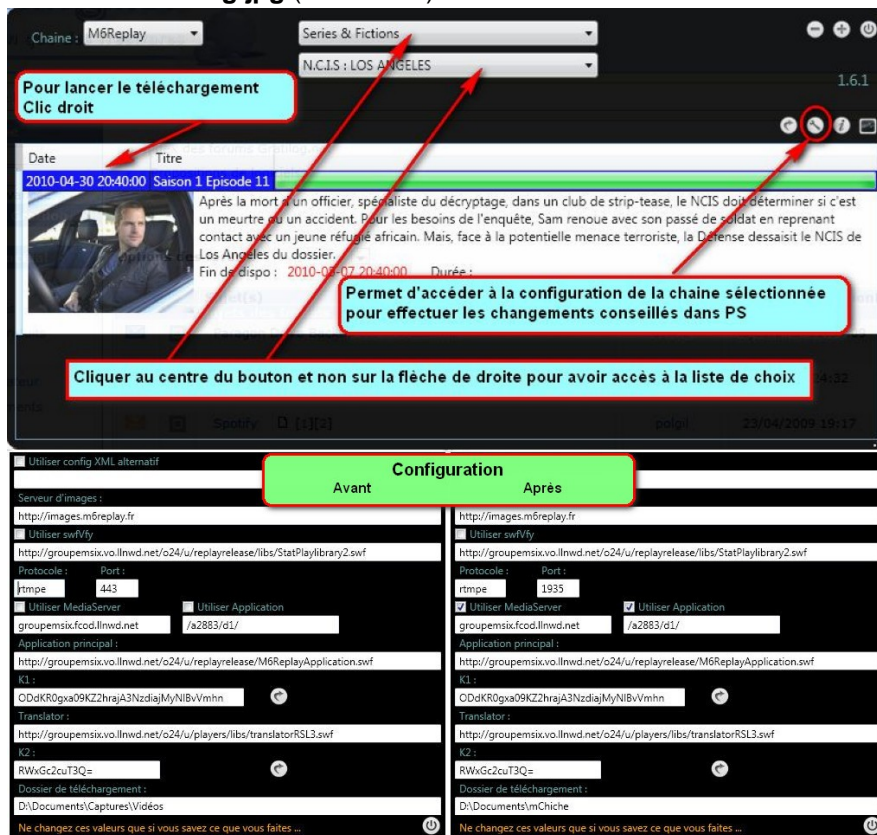 Chaine : M6Replay
Series & Fictions
N.C.I.S : LOS ANGELES
1.6.1
Pour lancer le téléchargement
Clic droit
Date Titre
2010-04-30 20:40:00 Saison 1 Episode 11
Après la mort d'un officier, spécialiste du décryptage, dans un club de strip-tease, le NCIS doit déterminer si c'est
un meurtre ou un accident. Pour les besoins de l'enquête, Sam renoue avec son passé de soldat en reprenant
contact avec un jeune réfugié africain. Mais, face à la potentielle menace terroriste, la Défense dessaisit le NCIS de
Los Angeles du dossier.
Fin de dispo : 2010-05-07 20:40:00 Durée :
Permet d'accéder à la configuration de la chaine sélectionnée
pour effectuer les changements conseillés dans PS
Cliquer au centre du bouton et non sur la flèche de droite pour avoir accès à la liste de choix
Spotify [1][2] polgil 23/04/2009 19:17
Configuration
Avant Après
Utiliser config XML alternatif
Serveur d'images :
http://images.m6replay.fr
Utiliser swfVfy
http://groupemsix.vo.llnwd.net/o24/u/replayrelease/libs/StatPlaylibrary2.swf
Protocole : Port :
rtmpe 443
Utiliser MediaServer Utiliser Application
groupemsix.fcod.llnwd.net /a2883/d1/
Application principal :
http://groupemsix.vo.llnwd.net/o24/u/replayrelease/M6ReplayApplication.swf
K1 :
ODdKR0gxa09KZ2hrajA3NzdiajMyNIBvVmhn
Translator :
http://groupemsix.vo.llnwd.net/o24/u/players/libs/translatorRSL3.swf
K2 :
RWxGc2cuT3Q=
Dossier de téléchargement :
D:\Documents\Captures\Vidéos
Ne changez ces valeurs que si vous savez ce que vous faites ...
http://images.m6replay.fr
Utiliser swfVfy
http://groupemsix.vo.llnwd.net/o24/u/replayrelease/libs/StatPlaylibrary2.swf
Protocole : Port :
rtmpe 1935
Utiliser MediaServer Utiliser Application
groupemsix.fcod.llnwd.net /a2883/d1/
Application principal :
http://groupemsix.vo.llnwd.net/o24/u/replayrelease/M6ReplayApplication.swf
K1 :
ODdKR0gxa09KZ2hrajA3NzdiajMyNIBvVmhn
Translator :
http://groupemsix.vo.llnwd.net/o24/u/players/libs/translatorRSL3.swf
K2 :
RWxGc2cuT3Q=
Dossier de téléchargement :
D:\Documents\mChiche
Ne changez ces valeurs que si vous savez ce que vous faites ...